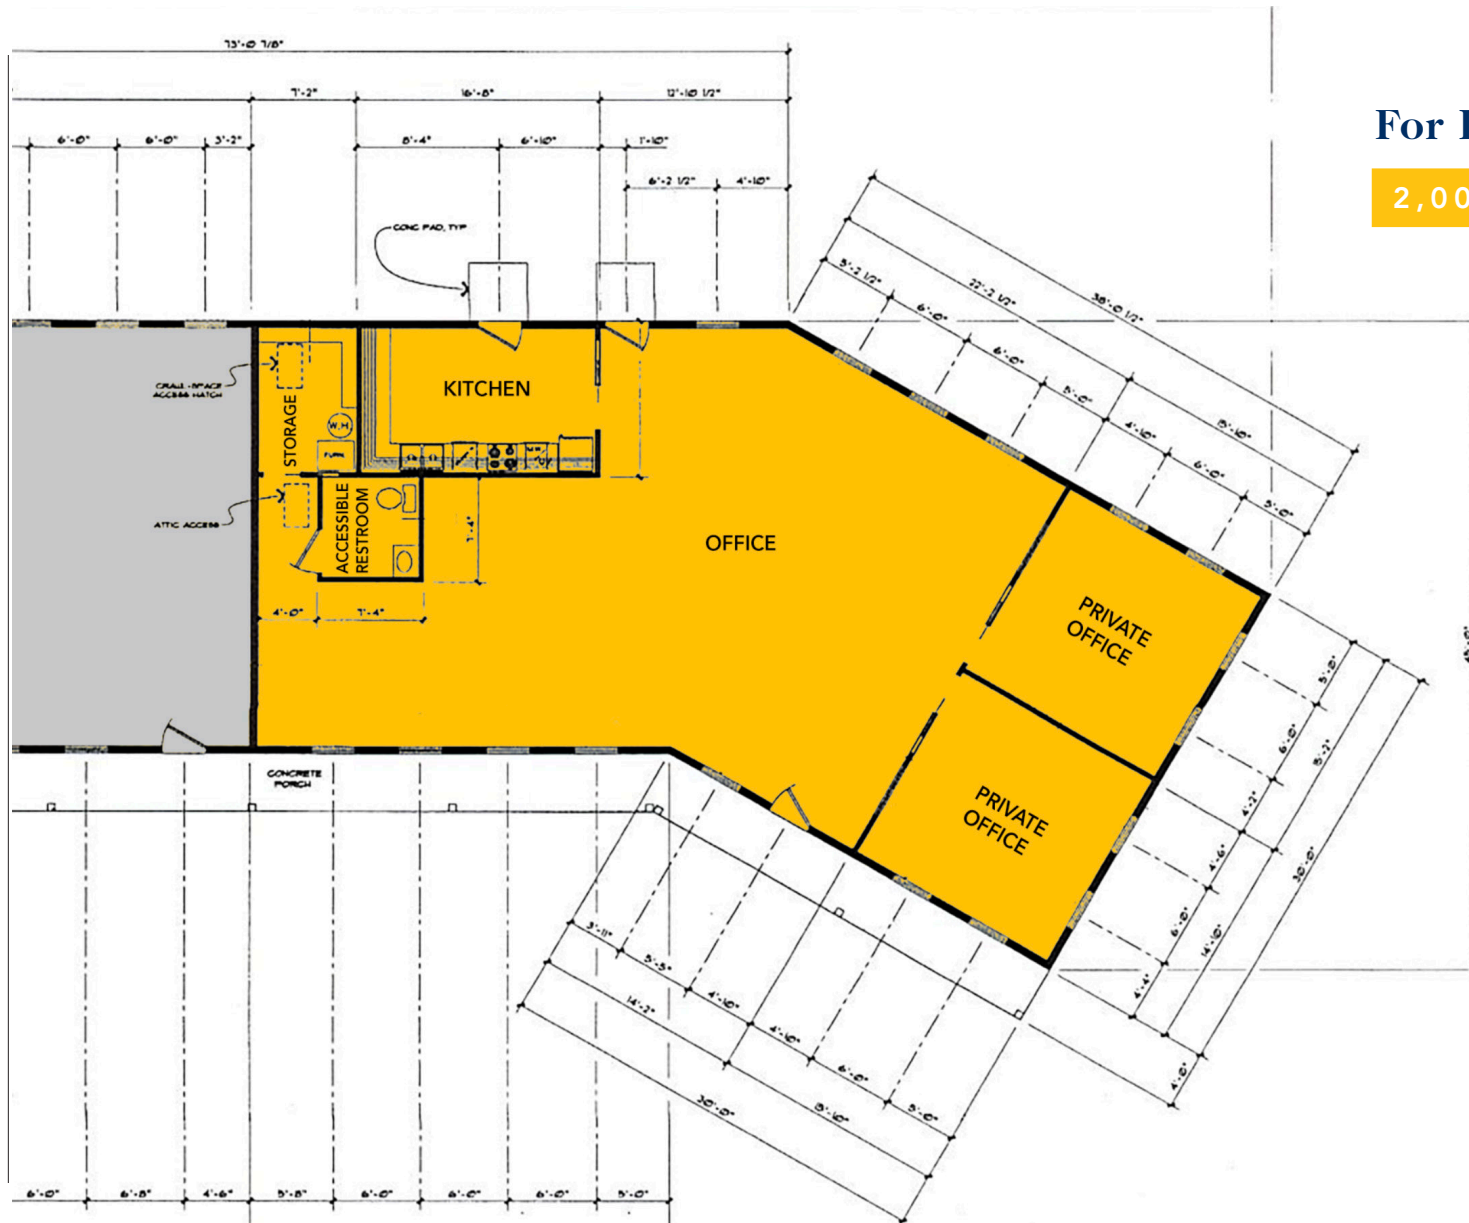 73'-0 7/8"
7'-2"
16'-8"
12'-10 1/2"
6'-0"
6'-0"
3'-2"
8'-4"
6'-10"
1'-10"
6'-2 1/2"
4'-10"
For
2,00
CONC PAD, TYP
5'-2 1/2"
22'-2 1/2"
38'-0 1/2"
6'-0"
6'-0"
5'-0"
15'-10"
4'-10"
6'-0"
5'-0"
CRAWL-SPACE
ACCESS HATCH
KITCHEN
STORAGE
W.H.
FURN
ATTIC ACCESS
ACCESSIBLE
RESTROOM
7'-4"
OFFICE
4'-0"
7'-4"
PRIVATE
OFFICE
PRIVATE
OFFICE
5'-0"
6'-0"
15'-2"
4'-2"
4'-6"
30'-0"
6'-0"
14'-10"
4'-4"
4'-0"
CONCRETE
PORCH
3'-11"
5'-5"
4'-10"
14'-2"
4'-10"
6'-0"
5'-0"
30'-0"
15'-10"
6'-0"
6'-8"
4'-6"
5'-8"
6'-0"
6'-0"
6'-0"
5'-0"